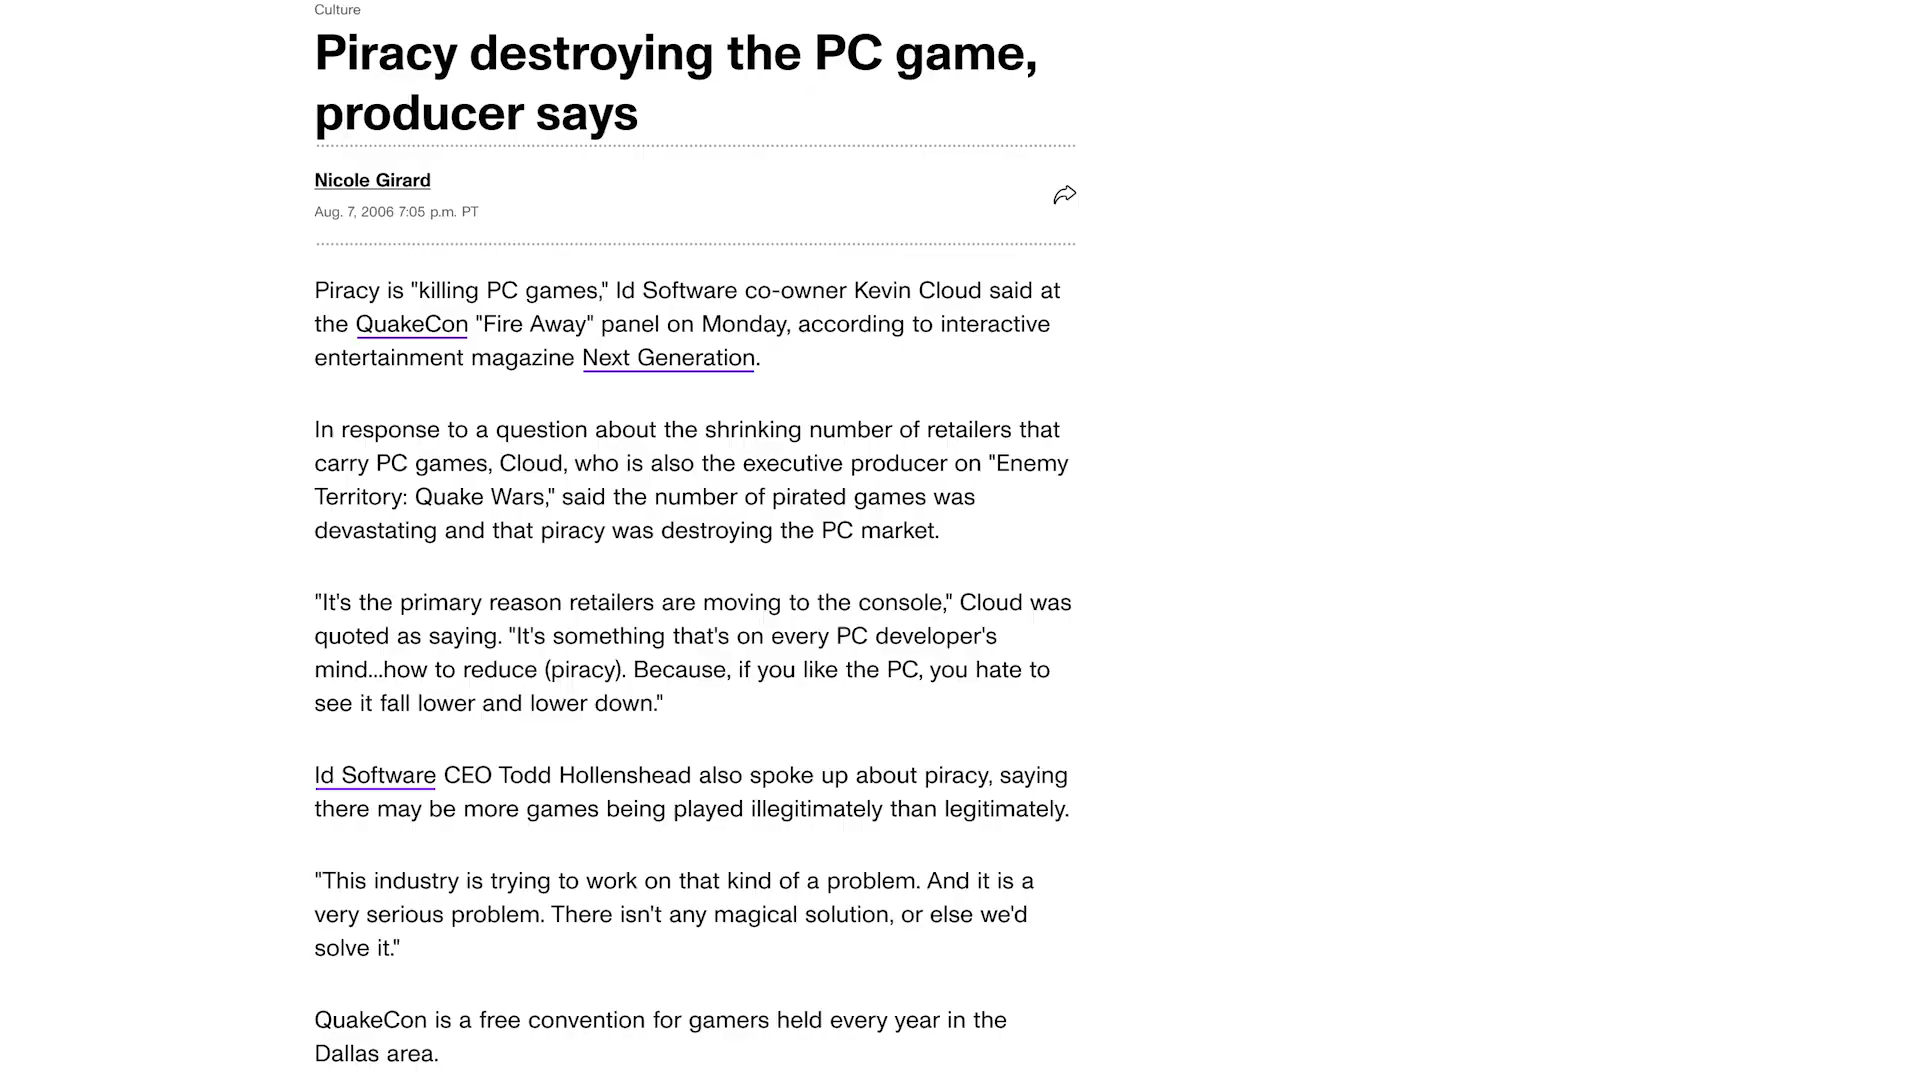 Culture
Piracy destroying the PC game,
producer says
Nicole Girard
Aug. 7, 2006 7:05 p.m. PT
Piracy is "killing PC games," Id Software co-owner Kevin Cloud said at
the QuakeCon "Fire Away" panel on Monday, according to interactive
entertainment magazine Next Generation.
In response to a question about the shrinking number of retailers that
carry PC games, Cloud, who is also the executive producer on "Enemy
Territory: Quake Wars," said the number of pirated games was
devastating and that piracy was destroying the PC market.
"It's the primary reason retailers are moving to the console," Cloud was
quoted as saying. "It's something that's on every PC developer's
mind...how to reduce (piracy). Because, if you like the PC, you hate to
see it fall lower and lower down."
Id Software CEO Todd Hollenshead also spoke up about piracy, saying
there may be more games being played illegitimately than legitimately.
"This industry is trying to work on that kind of a problem. And it is a
very serious problem. There isn't any magical solution, or else we'd
solve it."
QuakeCon is a free convention for gamers held every year in the
Dallas area.